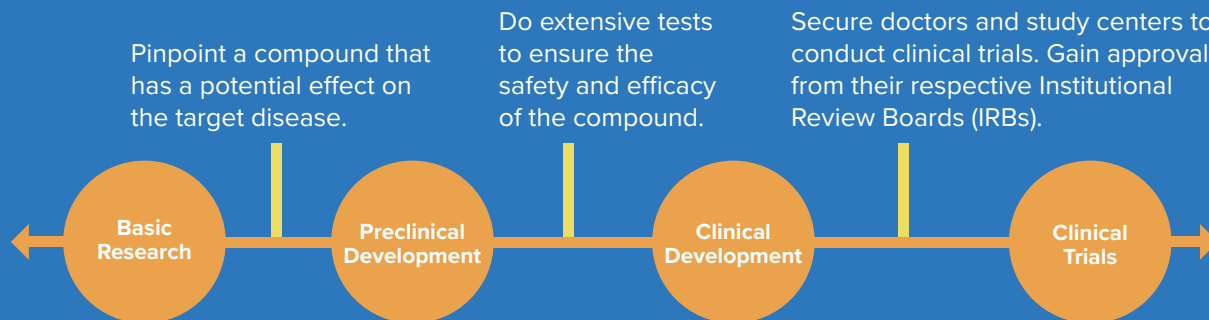 Pinpoint a compound that
has a potential effect on
the target disease.
Do extensive tests
to ensure the
safety and efficacy
of the compound.
Secure doctors and study centers to
conduct clinical trials. Gain approval
from their respective Institutional
Review Boards (IRBs).
Basic
Research
Preclinical
Development
Clinical
Development
Clinical
Trials